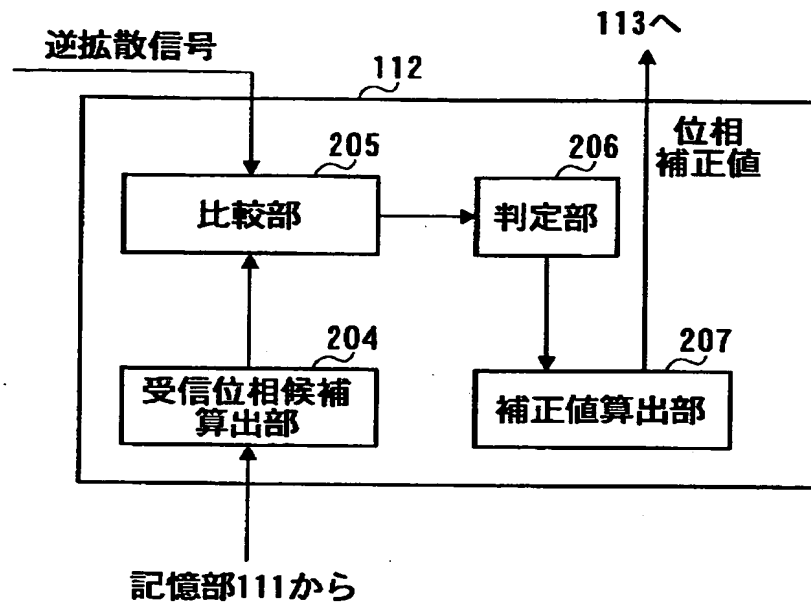 113へ
逆拡散信号
112
位相
補正値
205
206
比較部
判定部
204
207
受信位相候補
算出部
補正値算出部
記憶部111から